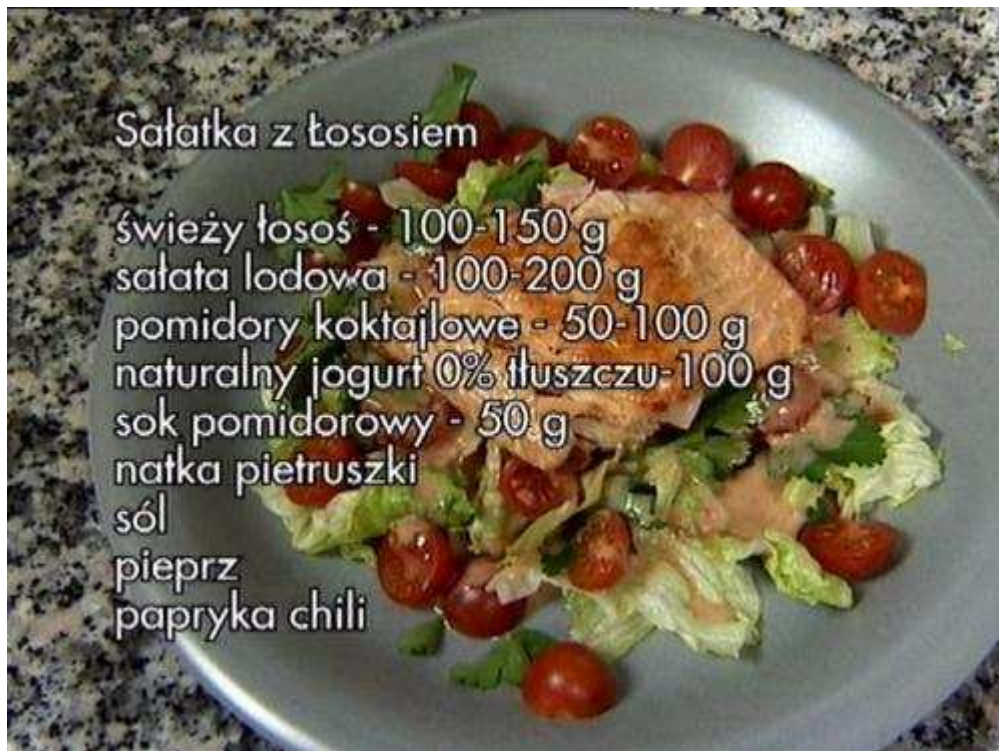 Sałatka z Łososiem
świeży łosoś - 100-150 g
sałata lodowa - 100-200 g
pomidory koktajlowe - 50-100 g
naturalny jogurt 0% tłuszczu-100 g
sok pomidorowy - 50 g
natka pietruszki
sól
pieprz
papryka chili